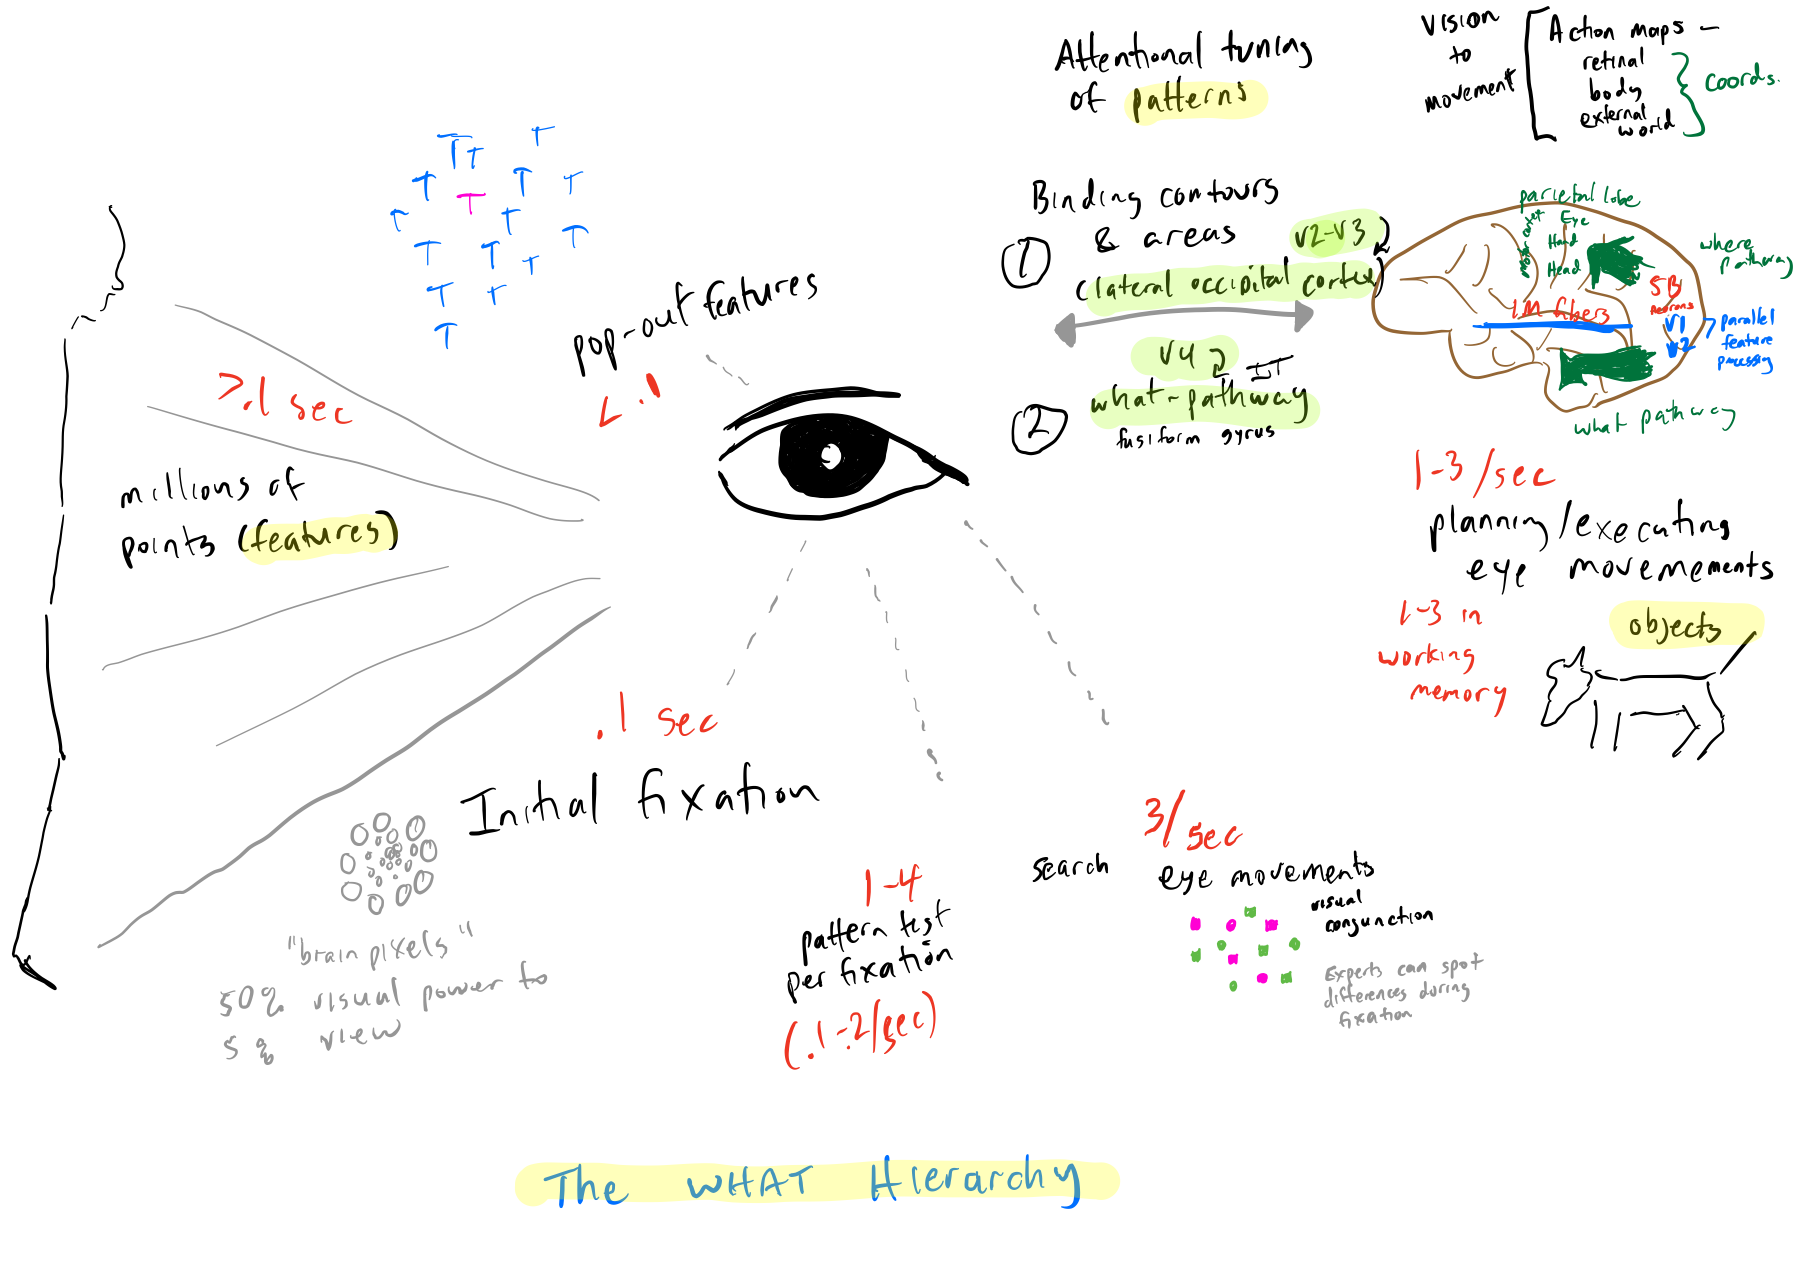 Attentional tuning
of patterns
Vision
to
movement
Action maps –
retinal
body
external
world
coords.
T T T T T T T T T T T T T T T T T
>.1 sec
millions of
points (features)
pop-out features
<.1
Binding contours
& areas
V2-V3
(lateral occipital cortex)
1
V4
IT
what-pathway
fusiform gyrus
2
parietal lobe
motor cortex
Eye
Hand
Head
where
pathway
5B
neurons
1M fibers
V1
V2
parallel
feature
processing
what pathway
1-3/sec
planning/executing
eye movemements
1-3 in
working
memory
objects
.1 sec
Initial fixation
"brain pixels"
50% visual power to
5% view
1-4
pattern test
per fixation
(.1-.2/sec)
search
3/sec
eye movements
visual
conjunction
Experts can spot
differences during
fixation
The WHAT Hierarchy